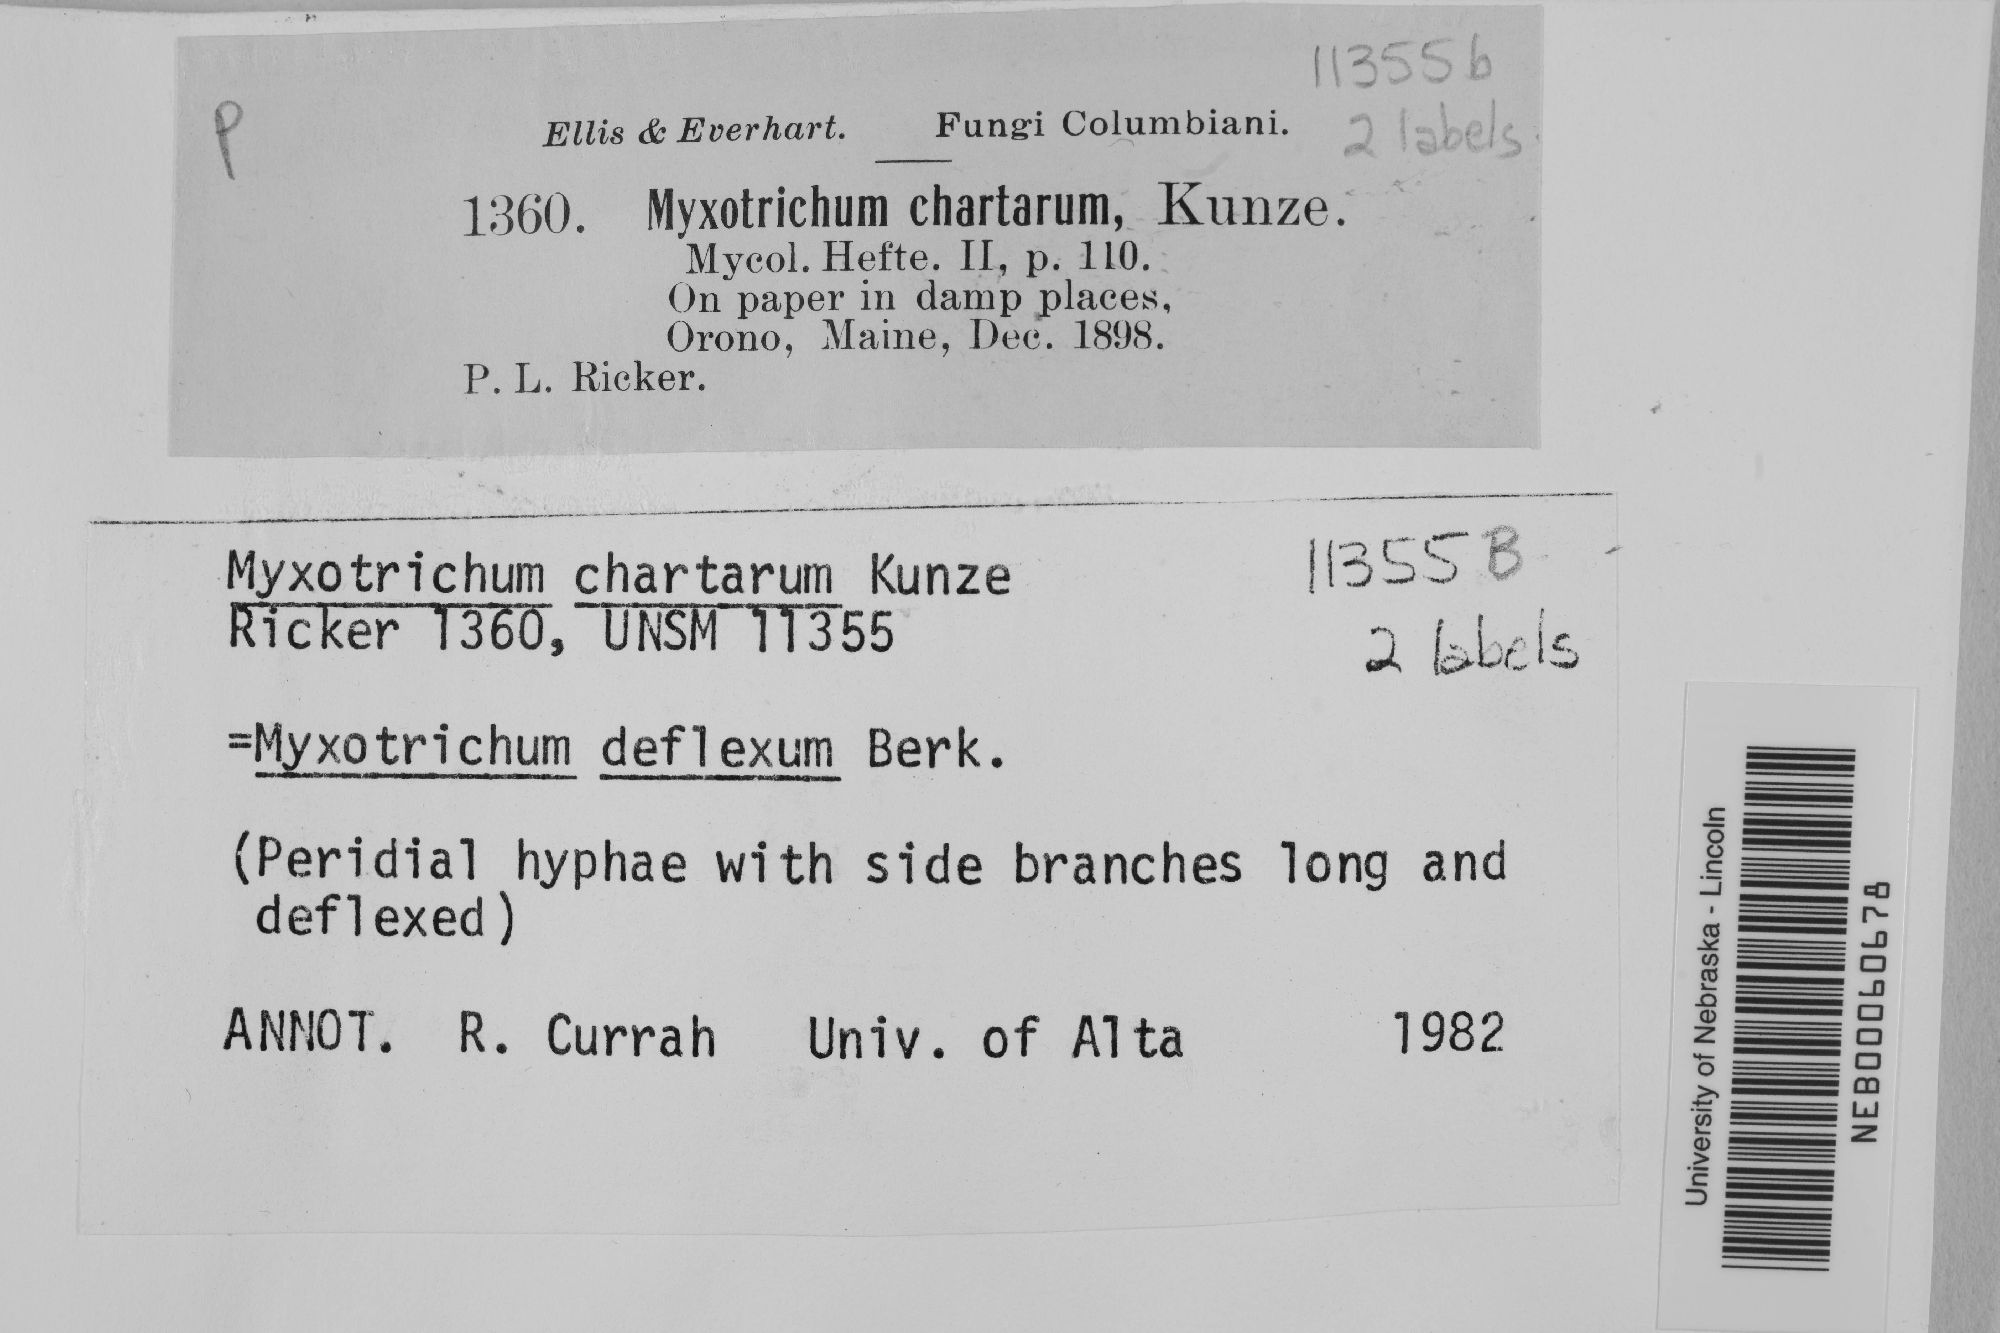 P
11355b
2 labels
Ellis & Everhart. Fungi Columbiani.
1360. Myxotrichum chartarum, Kunze.
Mycol. Hefte. II, p. 110.
On paper in damp places,
Orono, Maine, Dec. 1898.
P. L. Ricker.
Myxotrichum chartarum Kunze
Ricker 1360, UNSM 11355
11355 B
2 labels
=Myxotrichum deflexum Berk.
(Peridial hyphae with side branches long and
deflexed)
ANNOT. R. Currah Univ. of Alta 1982
University of Nebraska - Lincoln
NEB0060678